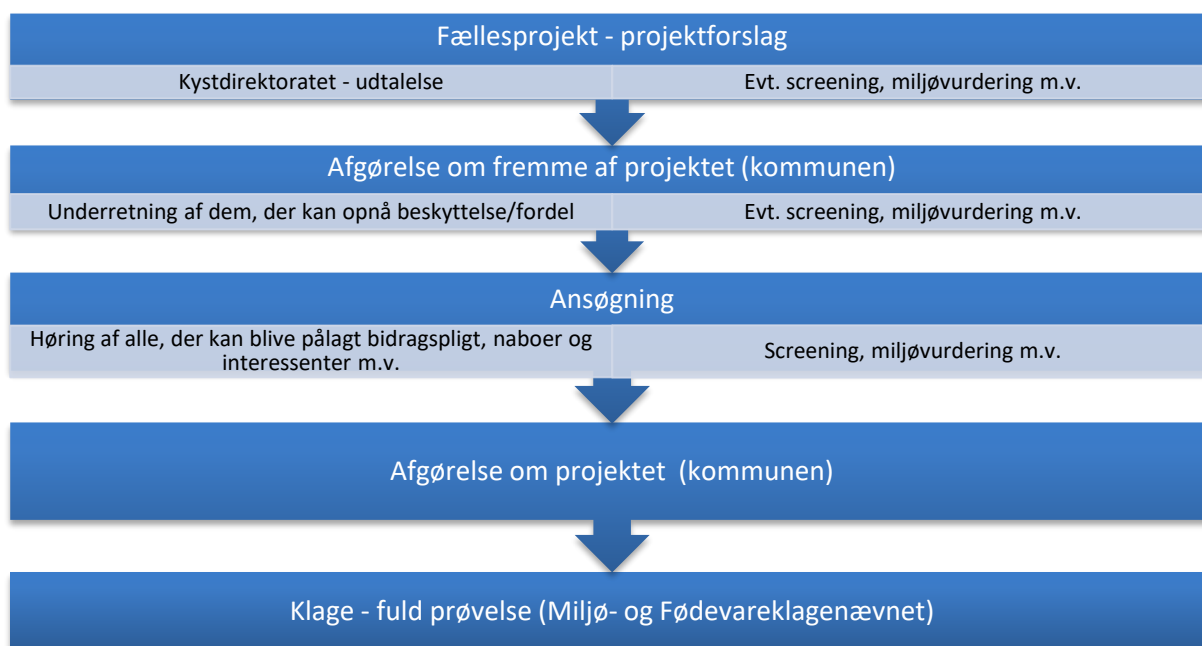 Fællesprojekt - projektforslag
Kystdirektoratet - udtalelse
Evt. screening, miljøvurdering m.v.
Afgørelse om fremme af projektet (kommunen)
Underretning af dem, der kan opnå beskyttelse/fordel
Evt. screening, miljøvurdering m.v.
Ansøgning
Høring af alle, der kan blive pålagt bidragspligt, naboer og
interessenter m.v.
Screening, miljøvurdering m.v.
Afgørelse om projektet (kommunen)
Klage - fuld prøvelse (Miljø- og Fødevareklagenævnet)